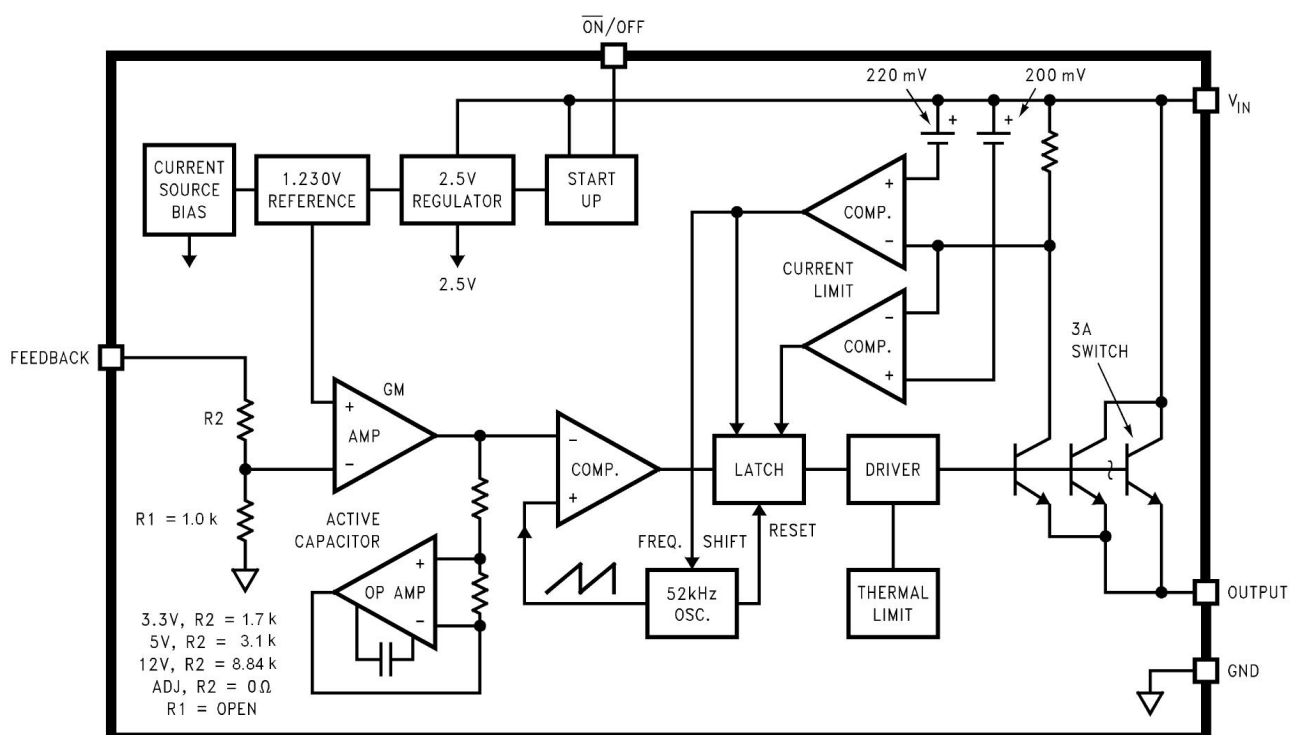 ON/OFF
220 mV
200 mV
+
+
VIN
CURRENT
SOURCE
BIAS
1.230V
REFERENCE
2.5V
REGULATOR
START
UP
2.5V
+
COMP.
-
CURRENT
LIMIT
-
COMP.
+
3A
SWITCH
FEEDBACK
R2
R1 = 1.0 k
GM
+
AMP
-
-
COMP.
+
LATCH
DRIVER
ACTIVE
CAPACITOR
+
OP AMP
-
FREQ. SHIFT
RESET
52kHz
OSC.
THERMAL
LIMIT
OUTPUT
GND
3.3V, R2 = 1.7 k
5V, R2 = 3.1 k
12V, R2 = 8.84 k
ADJ, R2 = 0Ω
R1 = OPEN